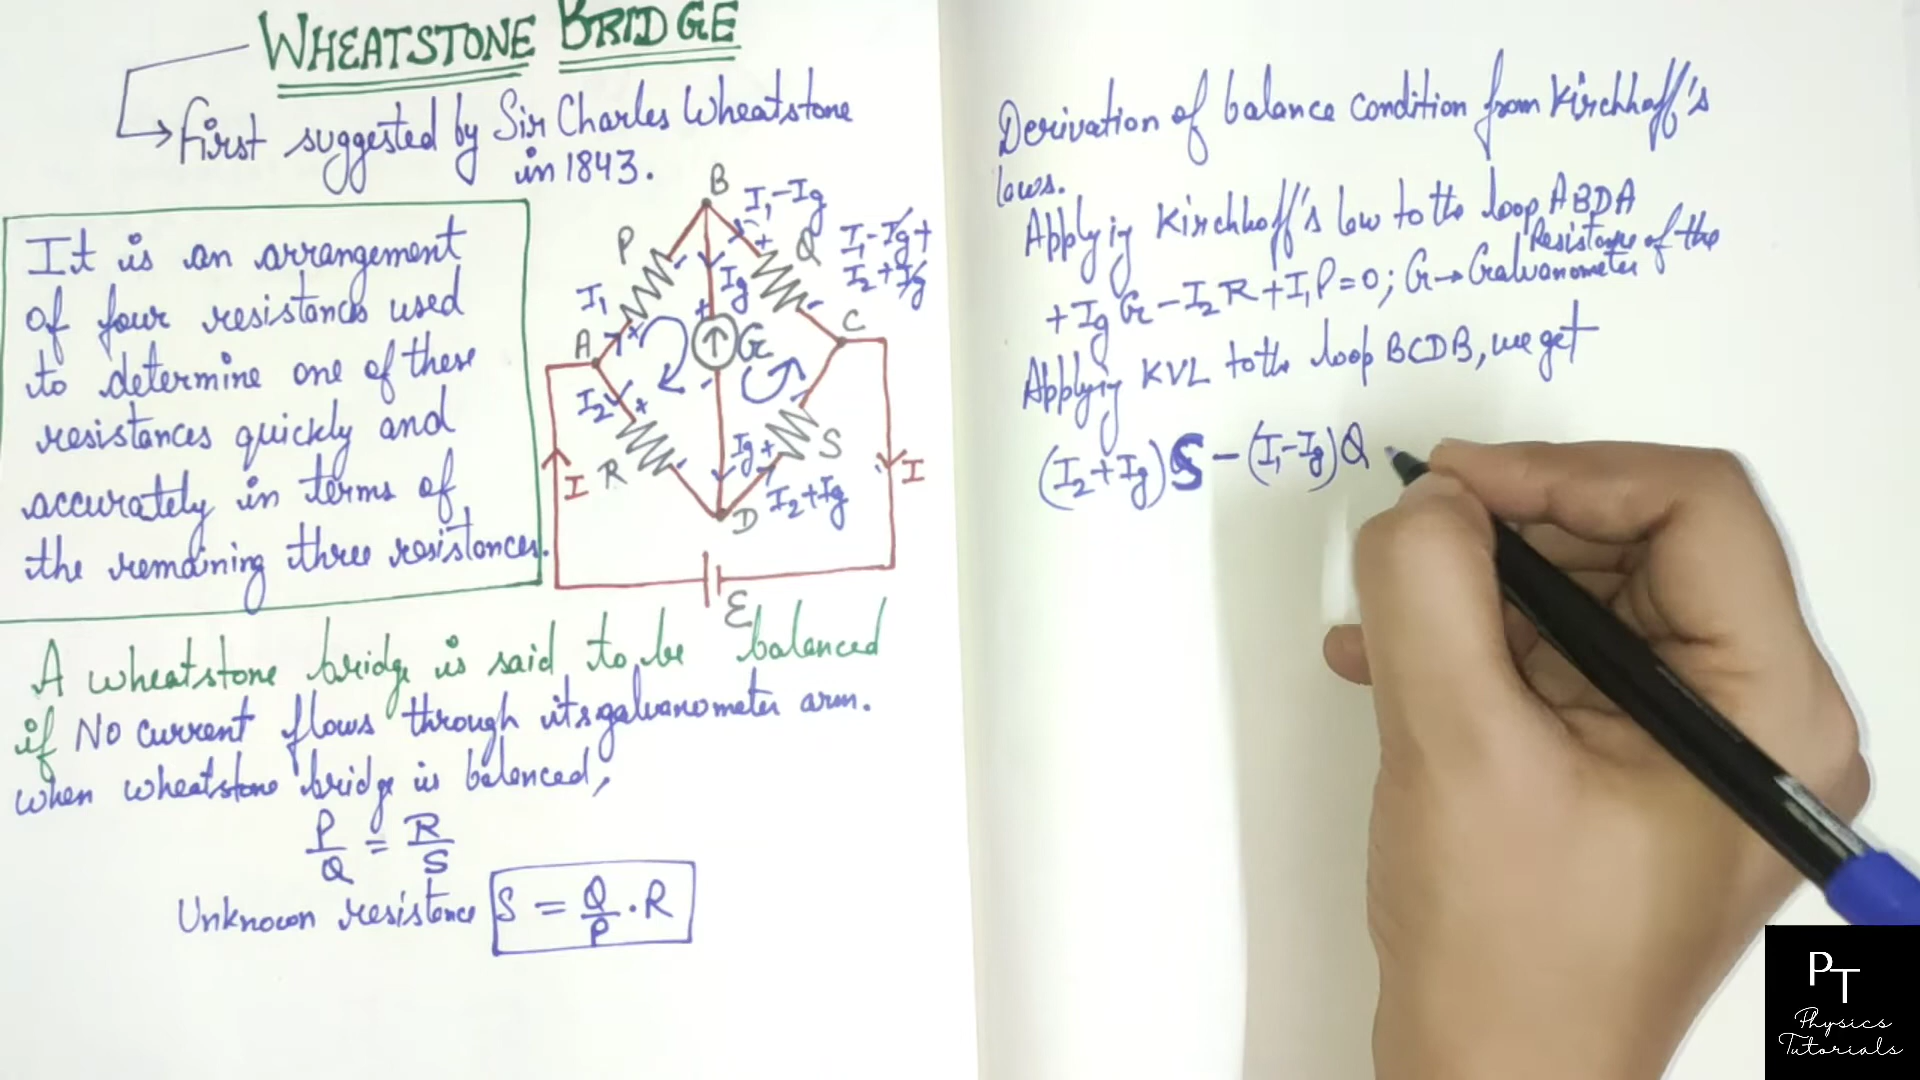 WHEATSTONE BRIDGE
First suggested by Sir Charles Wheatstone
in 1843.
It is an arrangement
of four resistances used
to determine one of these
resistances quickly and
accurately in terms of
the remaining three resistances.
B
I₁-Ig
P
Q
I₁-Ig+
I₂+Ig
I₁
Ig
A
G
C
I₂
R
Ig
S
I
D
I₂+Ig
I
ε
A wheatstone bridge is said to be balanced
if No current flows through its galvanometer arm.
when wheatstone bridge is balenced,
P/Q = R/S
Unknown resistance S = Q/P · R
Derivation of balance condition from Kirchhoff's
laws.
Applying Kirchhoff's law to the loop ABDA
+ Ig G - I₂R + I₁P = 0 ; G → Resistance of the Galvanometer
Applying KVL to the loop BCDB, we get
(I₂+Ig)S - (I₁-Ig)Q
PT
Physics
Tutorials